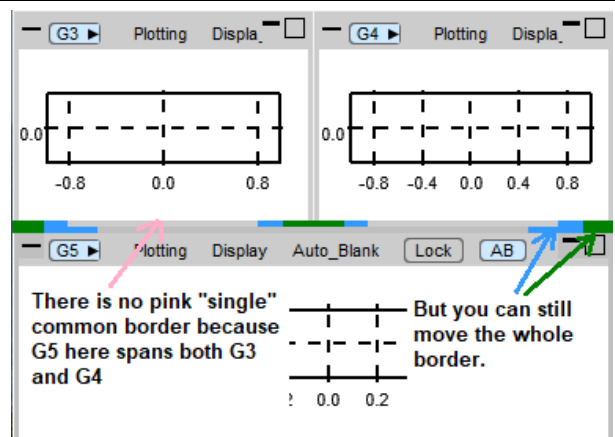 G3 Plotting Displa
G4 Plotting Displa
0.0
-0.8 0.0 0.8
0.0
-0.8 -0.4 0.0 0.4 0.8
G5 Plotting Display Auto_Blank Lock AB
There is no pink "single"
common border because
G5 here spans both G3
and G4
But you can still
move the whole
border.
0.0 0.2